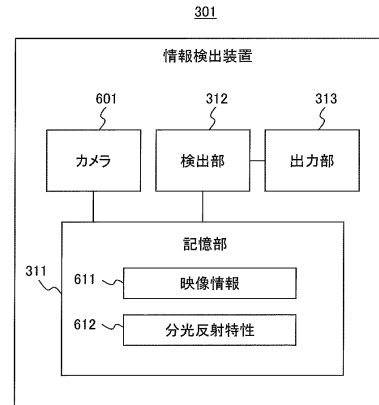 301
情報検出装置
601
312
313
カメラ
検出部
出力部
記憶部
311
611
映像情報
612
分光反射特性